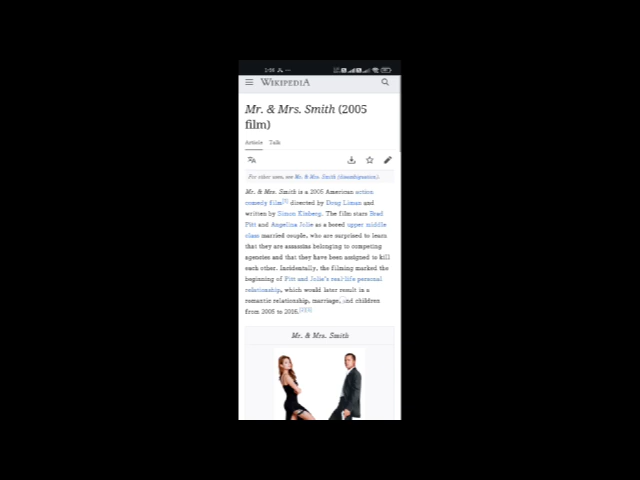 WIKIPEDIA
Mr. & Mrs. Smith (2005
film)
Article Talk
For other uses, see Mr. & Mrs. Smith (disambiguation).
Mr. & Mrs. Smith is a 2005 American action
comedy film directed by Doug Liman and
written by Simon Kinberg. The film stars Brad
Pitt and Angelina Jolie as a bored upper middle
class married couple, who are surprised to learn
that they are assassins belonging to competing
agencies and that they have been assigned to kill
each other. Incidentally, the filming marked the
beginning of Pitt and Jolie's real-life personal
relationship, which would later result in a
romantic relationship, marriage, and children
from 2005 to 2016.
Mr. & Mrs. Smith